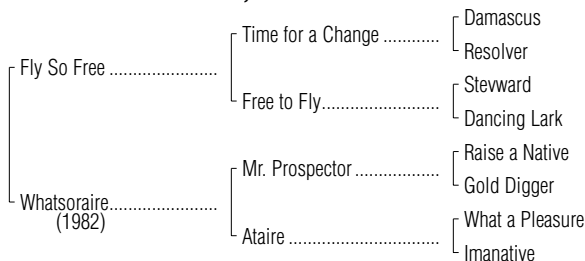 Damascus
Time for a Change ............
Resolver
Fly So Free .......................
Stevward
Free to Fly.........................
Dancing Lark
Raise a Native
Mr. Prospector ..................
Gold Digger
Whatsoraire.......................
(1982)
What a Pleasure
Ataire ................................
Imanative